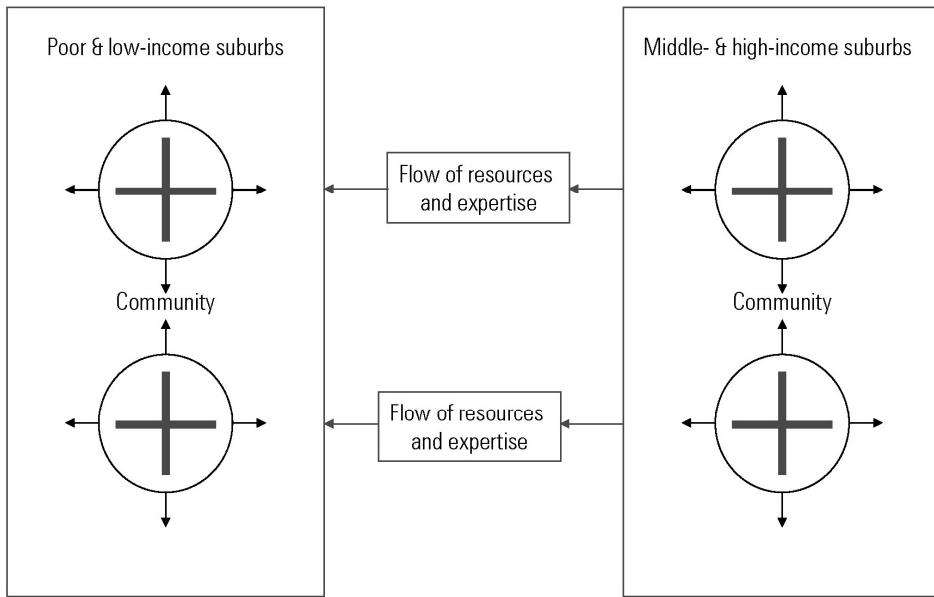 Poor & low-income suburbs
Middle- & high-income suburbs
Flow of resources
and expertise
Community
Community
Flow of resources
and expertise